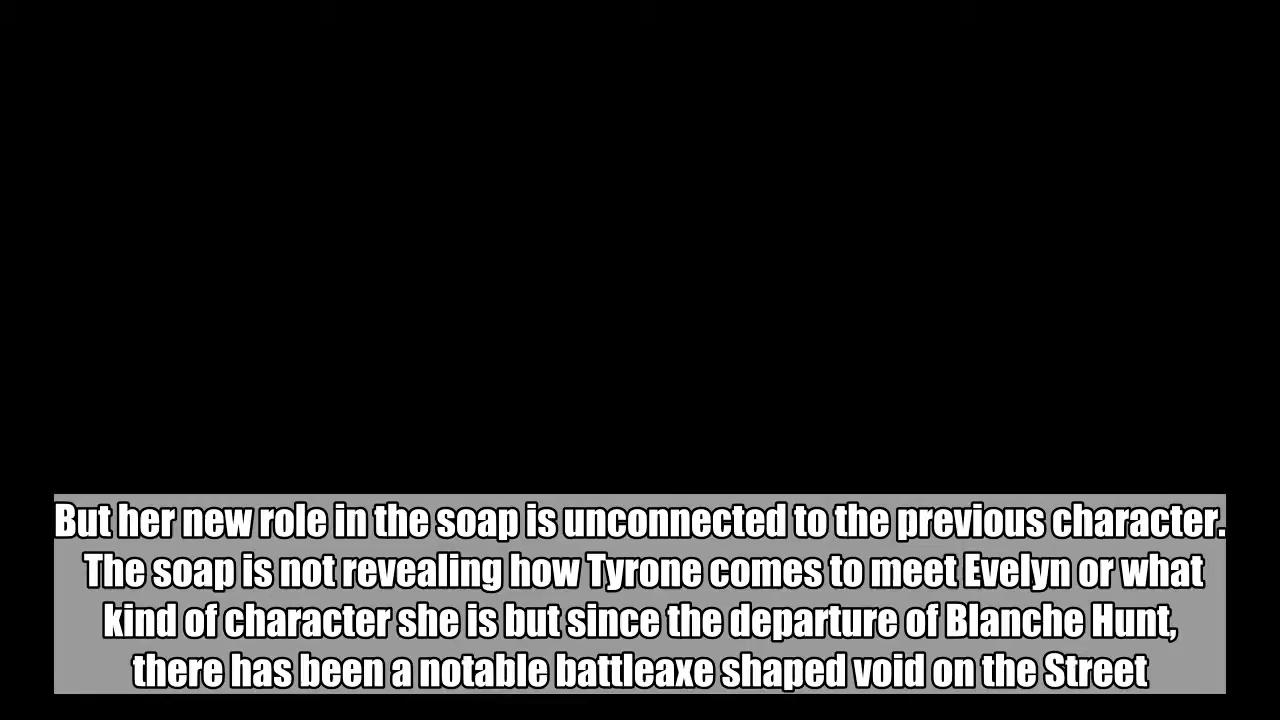 But her new role in the soap is unconnected to the previous character.
The soap is not revealing how Tyrone comes to meet Evelyn or what
kind of character she is but since the departure of Blanche Hunt,
there has been a notable battleaxe shaped void on the Street